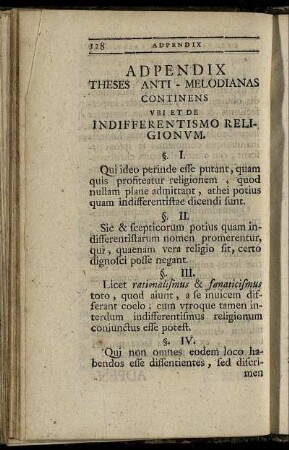 128 ADPENDIX
ADPENDIX
THESES ANTI - MELODIANAS
CONTINENS
VBI ET DE
INDIFFERENTISMO RELI-
GIONVM.
§. I.
Qui ideo perinde esse putant, quam
quis profiteatur religionem, quod
nullam plane admittant, athei potius
quam indifferentistae dicendi sunt.
§. II.
Sic & scepticorum potius quam in-
differentistarum nomen promerentur,
qui, quaenam vera religio sit, certo
dignosci posse negant.
§. III.
Licet rationalismus & fanaticismus
toto, quod aiunt, a se inuicem dif-
ferant coelo; cum vtroque tamen in-
terdum indifferentismus religionum
coniunctus esse potest.
§. IV.
Qui non omnes eodem loco ha-
bendos esse dissentientes, sed discri-
men